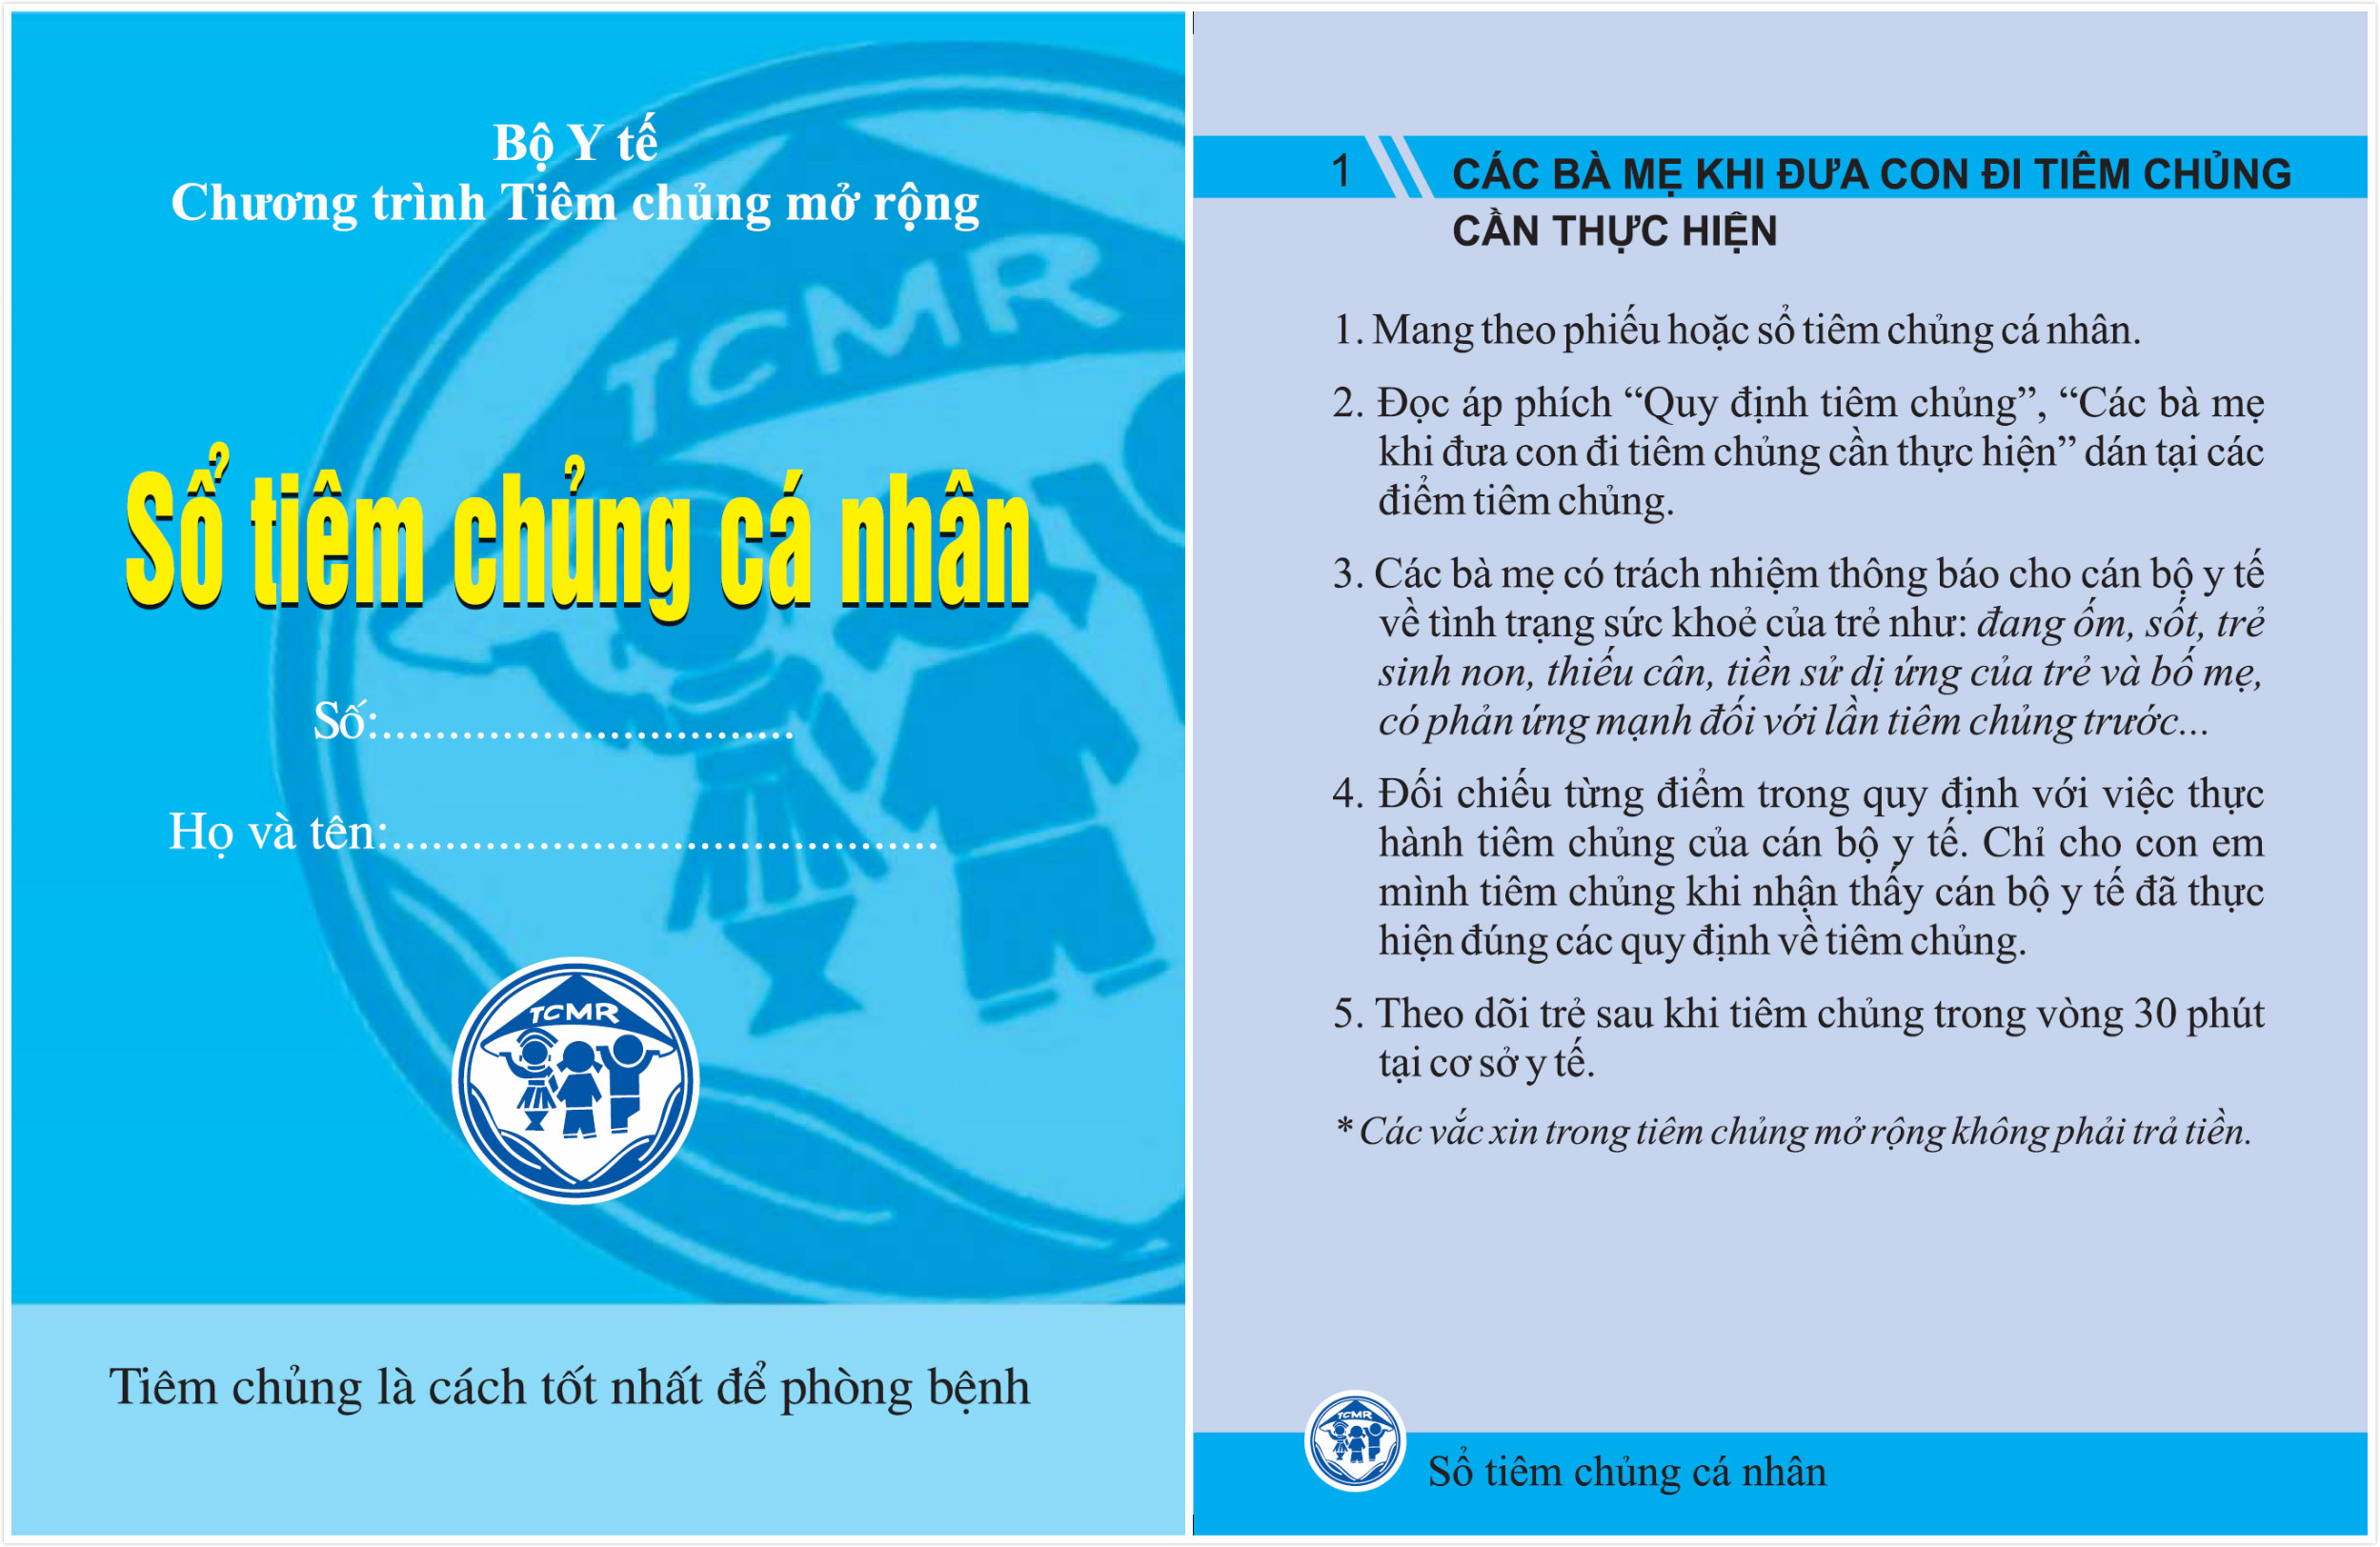 Bộ Y tế
Chương trình Tiêm chủng mở rộng
TCMR
Sổ tiêm chủng cá nhân
Số:...............................
Họ và tên:.........................................
TCMR
Tiêm chủng là cách tốt nhất để phòng bệnh
1 CÁC BÀ MẸ KHI ĐƯA CON ĐI TIÊM CHỦNG
CẦN THỰC HIỆN
1. Mang theo phiếu hoặc sổ tiêm chủng cá nhân.
2. Đọc áp phích “Quy định tiêm chủng”, “Các bà mẹ
khi đưa con đi tiêm chủng cần thực hiện” dán tại các
điểm tiêm chủng.
3. Các bà mẹ có trách nhiệm thông báo cho cán bộ y tế
về tình trạng sức khoẻ của trẻ như: đang ốm, sốt, trẻ
sinh non, thiếu cân, tiền sử dị ứng của trẻ và bố mẹ,
có phản ứng mạnh đối với lần tiêm chủng trước...
4. Đối chiếu từng điểm trong quy định với việc thực
hành tiêm chủng của cán bộ y tế. Chỉ cho con em
mình tiêm chủng khi nhận thấy cán bộ y tế đã thực
hiện đúng các quy định về tiêm chủng.
5. Theo dõi trẻ sau khi tiêm chủng trong vòng 30 phút
tại cơ sở y tế.
* Các vắc xin trong tiêm chủng mở rộng không phải trả tiền.
TCMR
Sổ tiêm chủng cá nhân